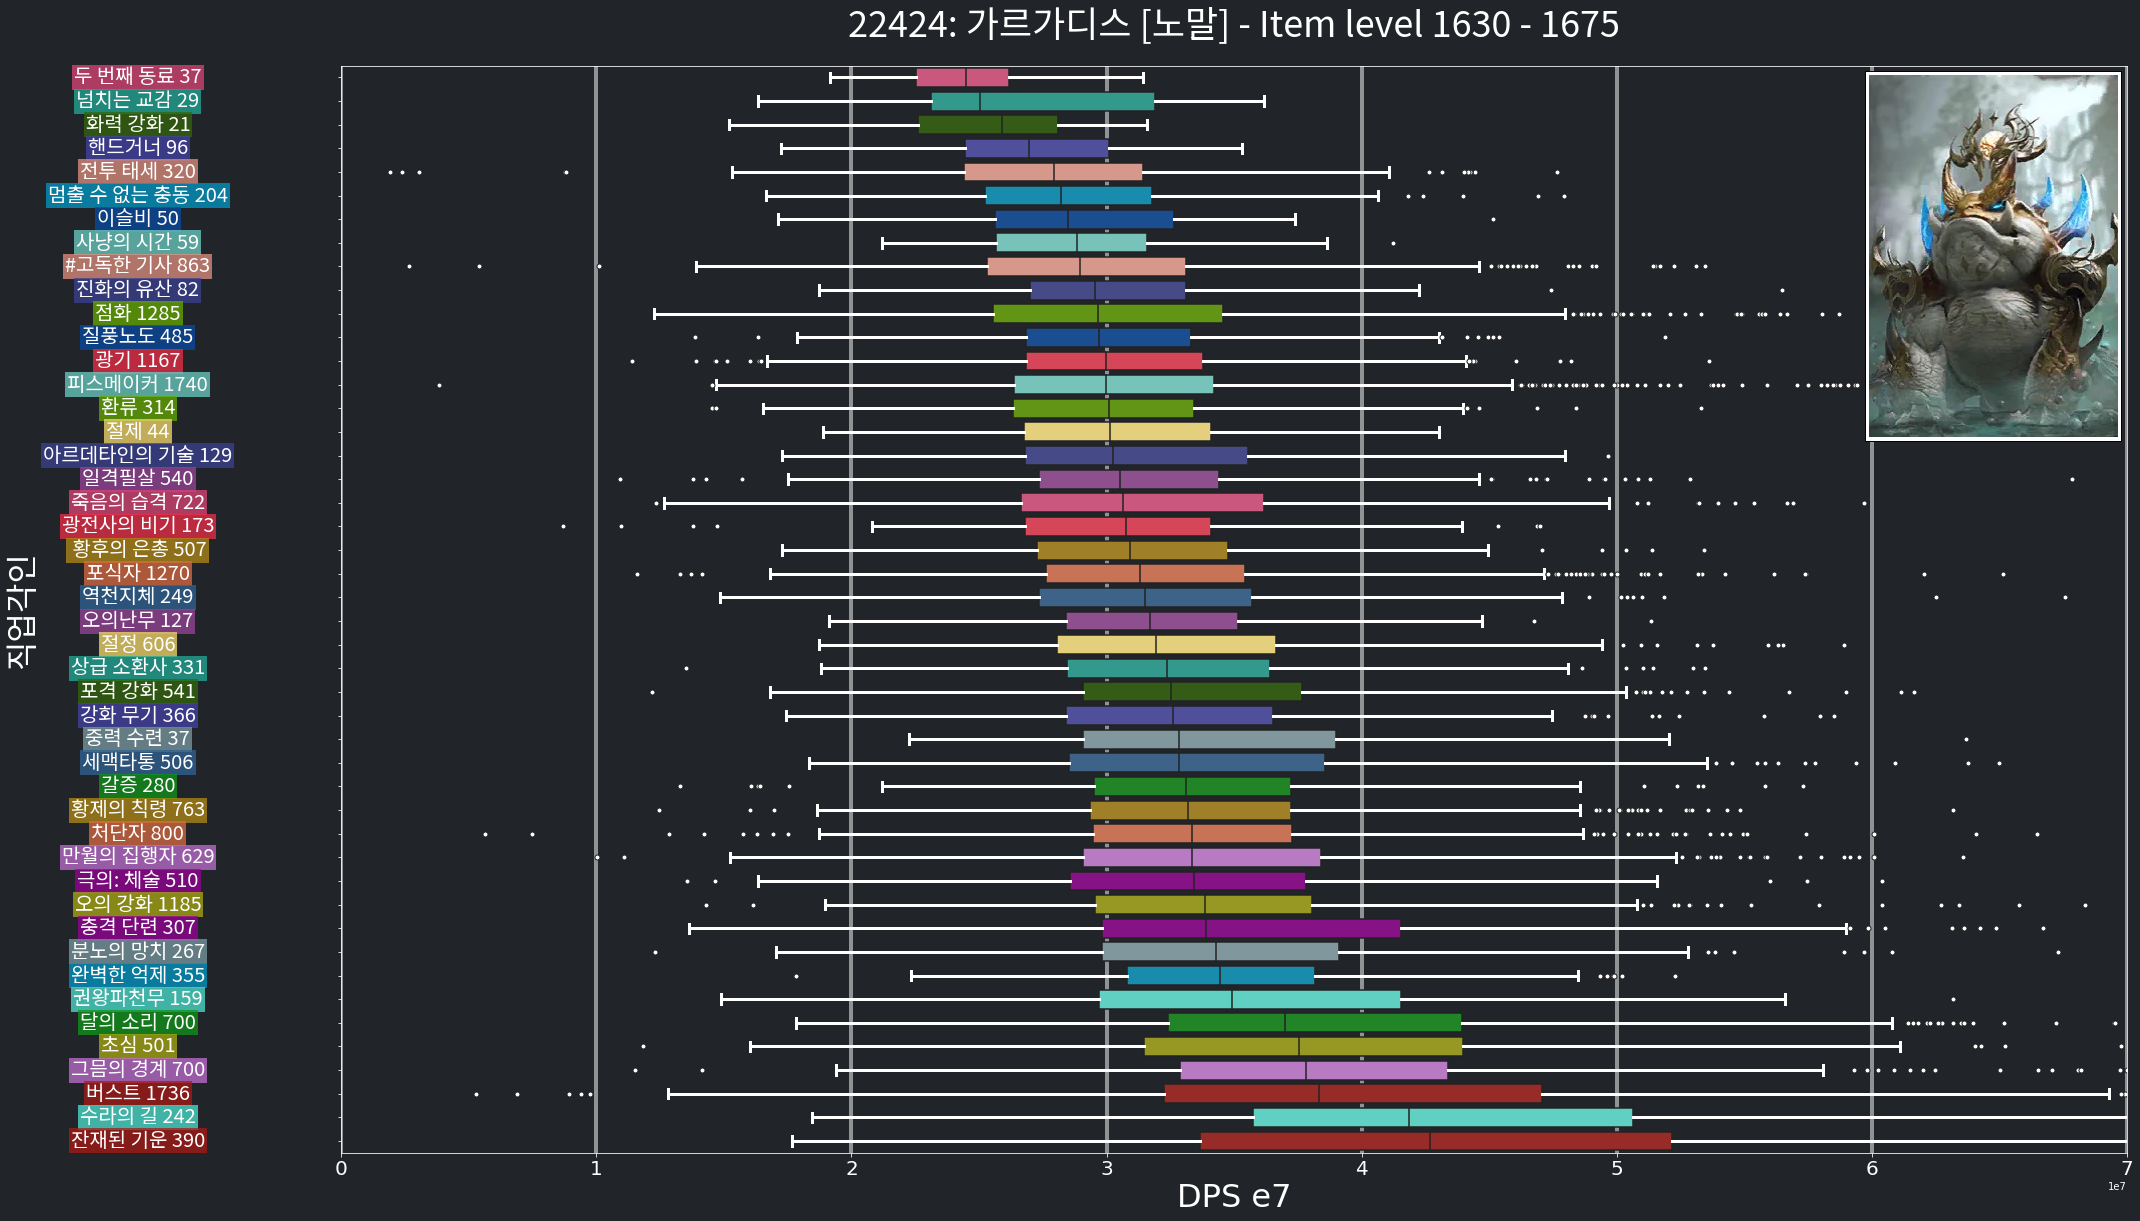 22424: 가르가디스 [노말] - Item level 1630 - 1675
두 번째 동료 37
넘치는 교감 29
화력 강화 21
핸드거너 96
전투 태세 320
멈출 수 없는 충동 204
이슬비 50
사냥의 시간 59
#고독한 기사 863
진화의 유산 82
점화 1285
질풍노도 485
광기 1167
피스메이커 1740
환류 314
절제 44
아르데타인의 기술 129
일격필살 540
죽음의 습격 722
광전사의 비기 173
황후의 은총 507
포식자 1270
역천지체 249
오의난무 127
절정 606
상급 소환사 331
포격 강화 541
강화 무기 366
중력 수련 37
세맥타통 506
갈증 280
황제의 칙령 763
처단자 800
만월의 집행자 629
극의: 체술 510
오의 강화 1185
충격 단련 307
분노의 망치 267
완벽한 억제 355
권왕파천무 159
달의 소리 700
초심 501
그믐의 경계 700
버스트 1736
수라의 길 242
잔재된 기운 390
직업각인
0 1 2 3 4 5 6 7
1e7
DPS e7